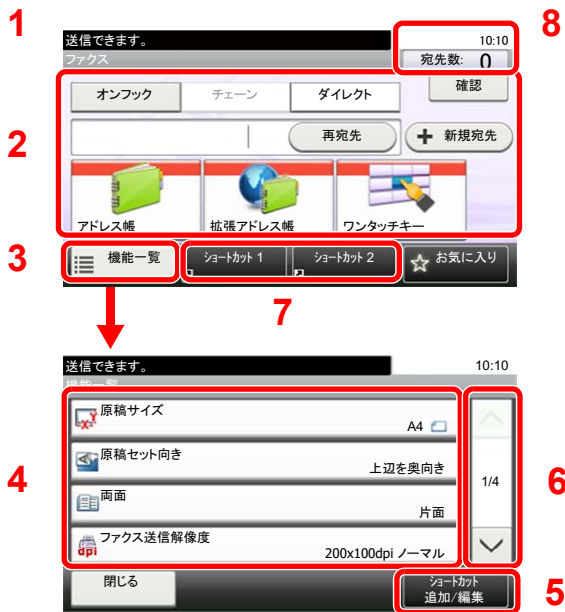 1
8
送信できます。
10:10
ファクス
宛先数: 0
オンフック
チェーン
ダイレクト
確認
2
再宛先
+ 新規宛先
アドレス帳
拡張アドレス帳
ワンタッチキー
3
機能一覧
ショートカット 1
ショートカット 2
お気に入り
7
送信できます。
10:10
機能一覧
4
原稿サイズ
A4
原稿セット向き
上辺を奥向き
1/4
6
両面
片面
ファクス送信解像度
200x100dpi ノーマル
閉じる
ショートカット
追加/編集
5